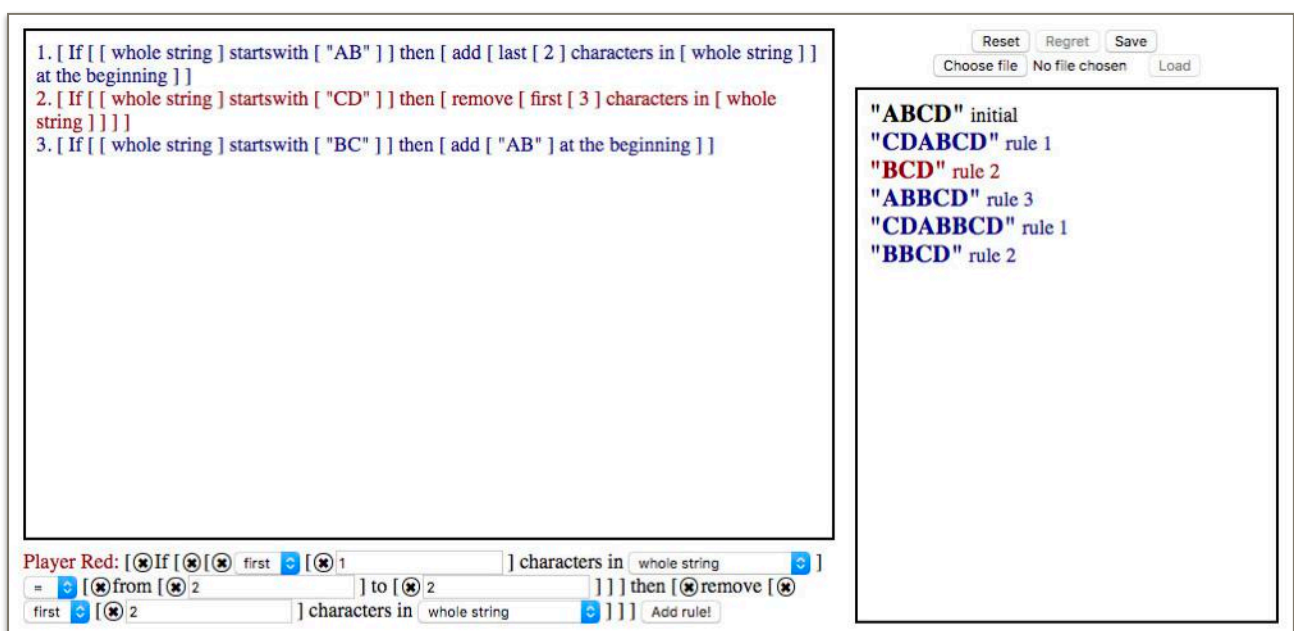 1. [ If [ [ whole string ] startswith [ "AB" ] ] then [ add [ last [ 2 ] characters in [ whole string ] ]
at the beginning ] ]
2. [ If [ [ whole string ] startswith [ "CD" ] ] then [ remove [ first [ 3 ] characters in [ whole
string ] ] ] ]
3. [ If [ [ whole string ] startswith [ "BC" ] ] then [ add [ "AB" ] at the beginning ] ]
Player Red: [If [[ first [ 1 ] characters in whole string ]
= [from [ 2 ] to [ 2 ] ] ] then [remove [
first [ 2 ] characters in whole string ] ] ] Add rule!
Reset Regret Save
Choose file No file chosen Load
"ABCD" initial
"CDABCD" rule 1
"BCD" rule 2
"ABBCD" rule 3
"CDABBCD" rule 1
"BBCD" rule 2